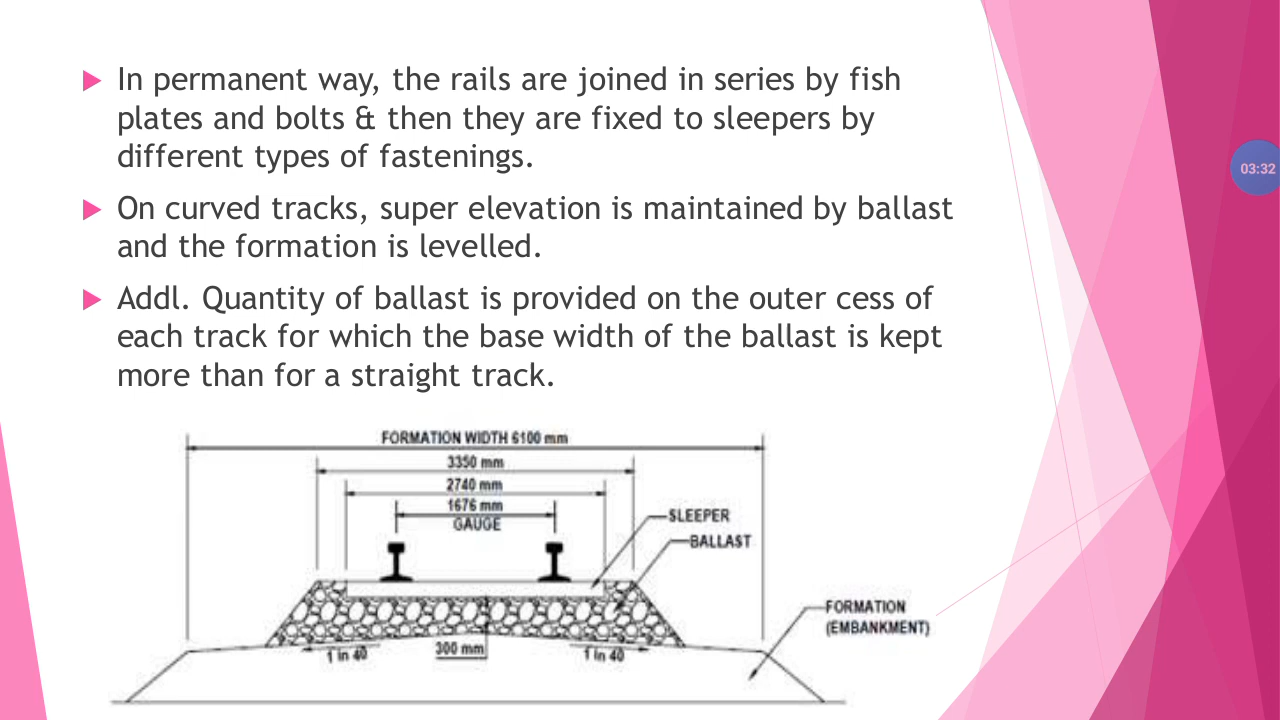 In permanent way, the rails are joined in series by fish
plates and bolts & then they are fixed to sleepers by
different types of fastenings.
On curved tracks, super elevation is maintained by ballast
and the formation is levelled.
Addl. Quantity of ballast is provided on the outer cess of
each track for which the base width of the ballast is kept
more than for a straight track.
03:32
FORMATION WIDTH 6100 mm
3350 mm
2740 mm
1676 mm
GAUGE
SLEEPER
BALLAST
FORMATION
(EMBANKMENT)
1 in 40
300 mm
1 in 40